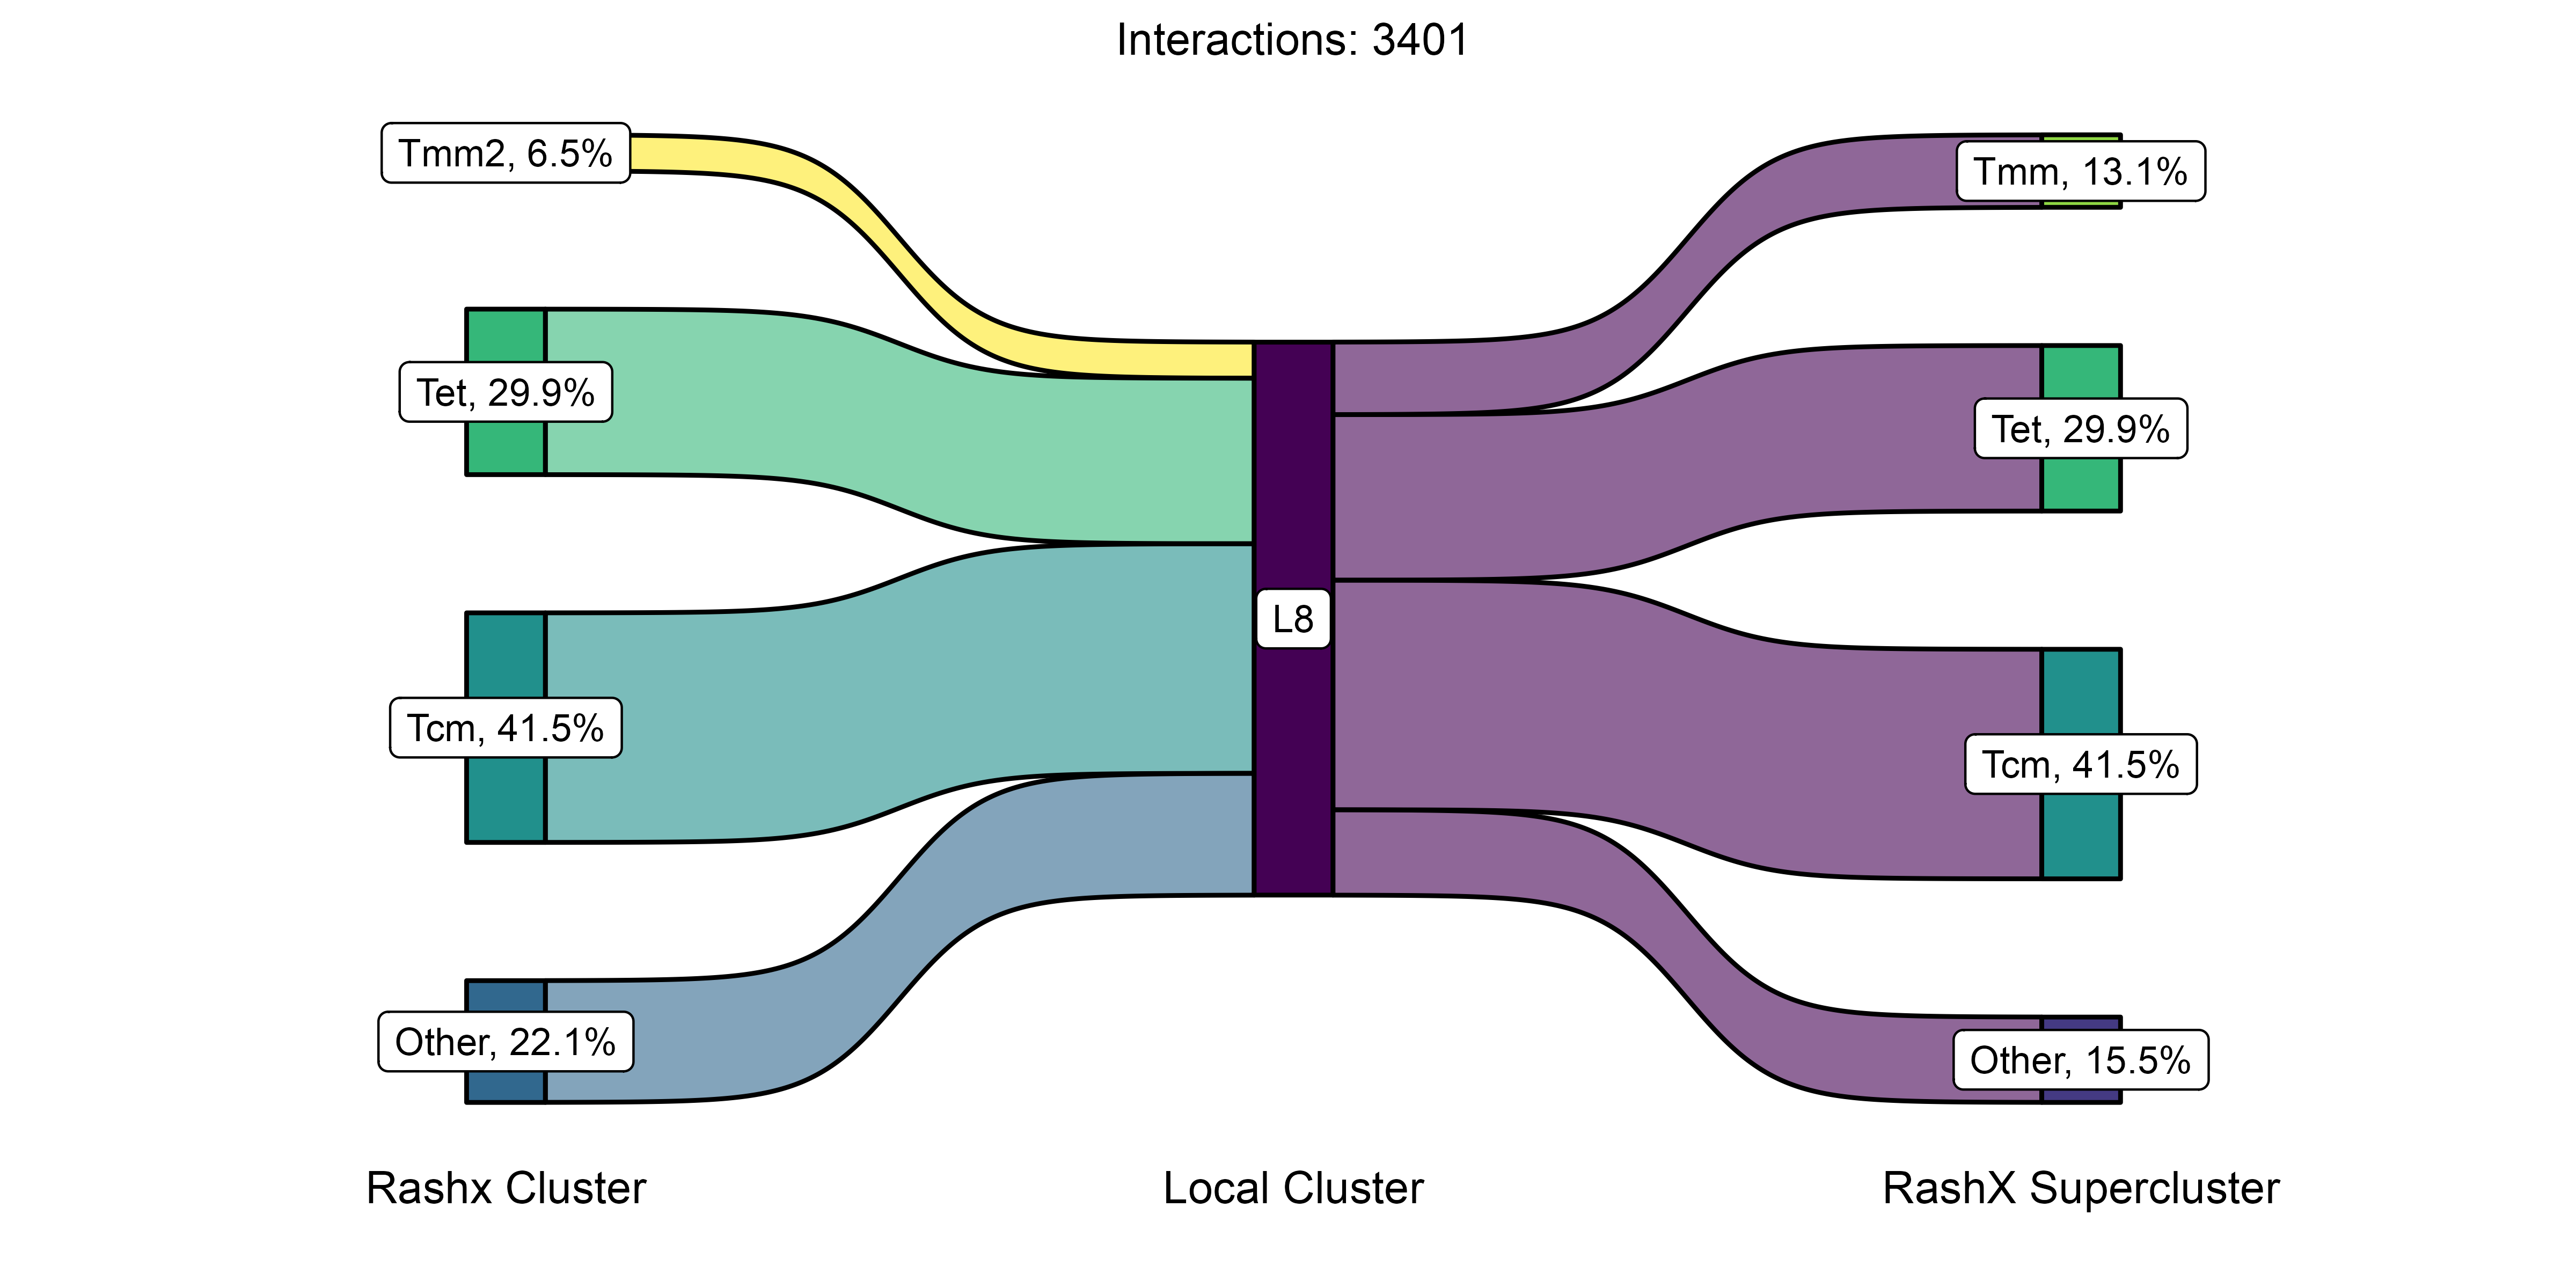 Interactions: 3401
Tmm2, 6.5%
Tet, 29.9%
Tcm, 41.5%
Other, 22.1%
L8
Tmm, 13.1%
Tet, 29.9%
Tcm, 41.5%
Other, 15.5%
Rashx Cluster
Local Cluster
RashX Supercluster